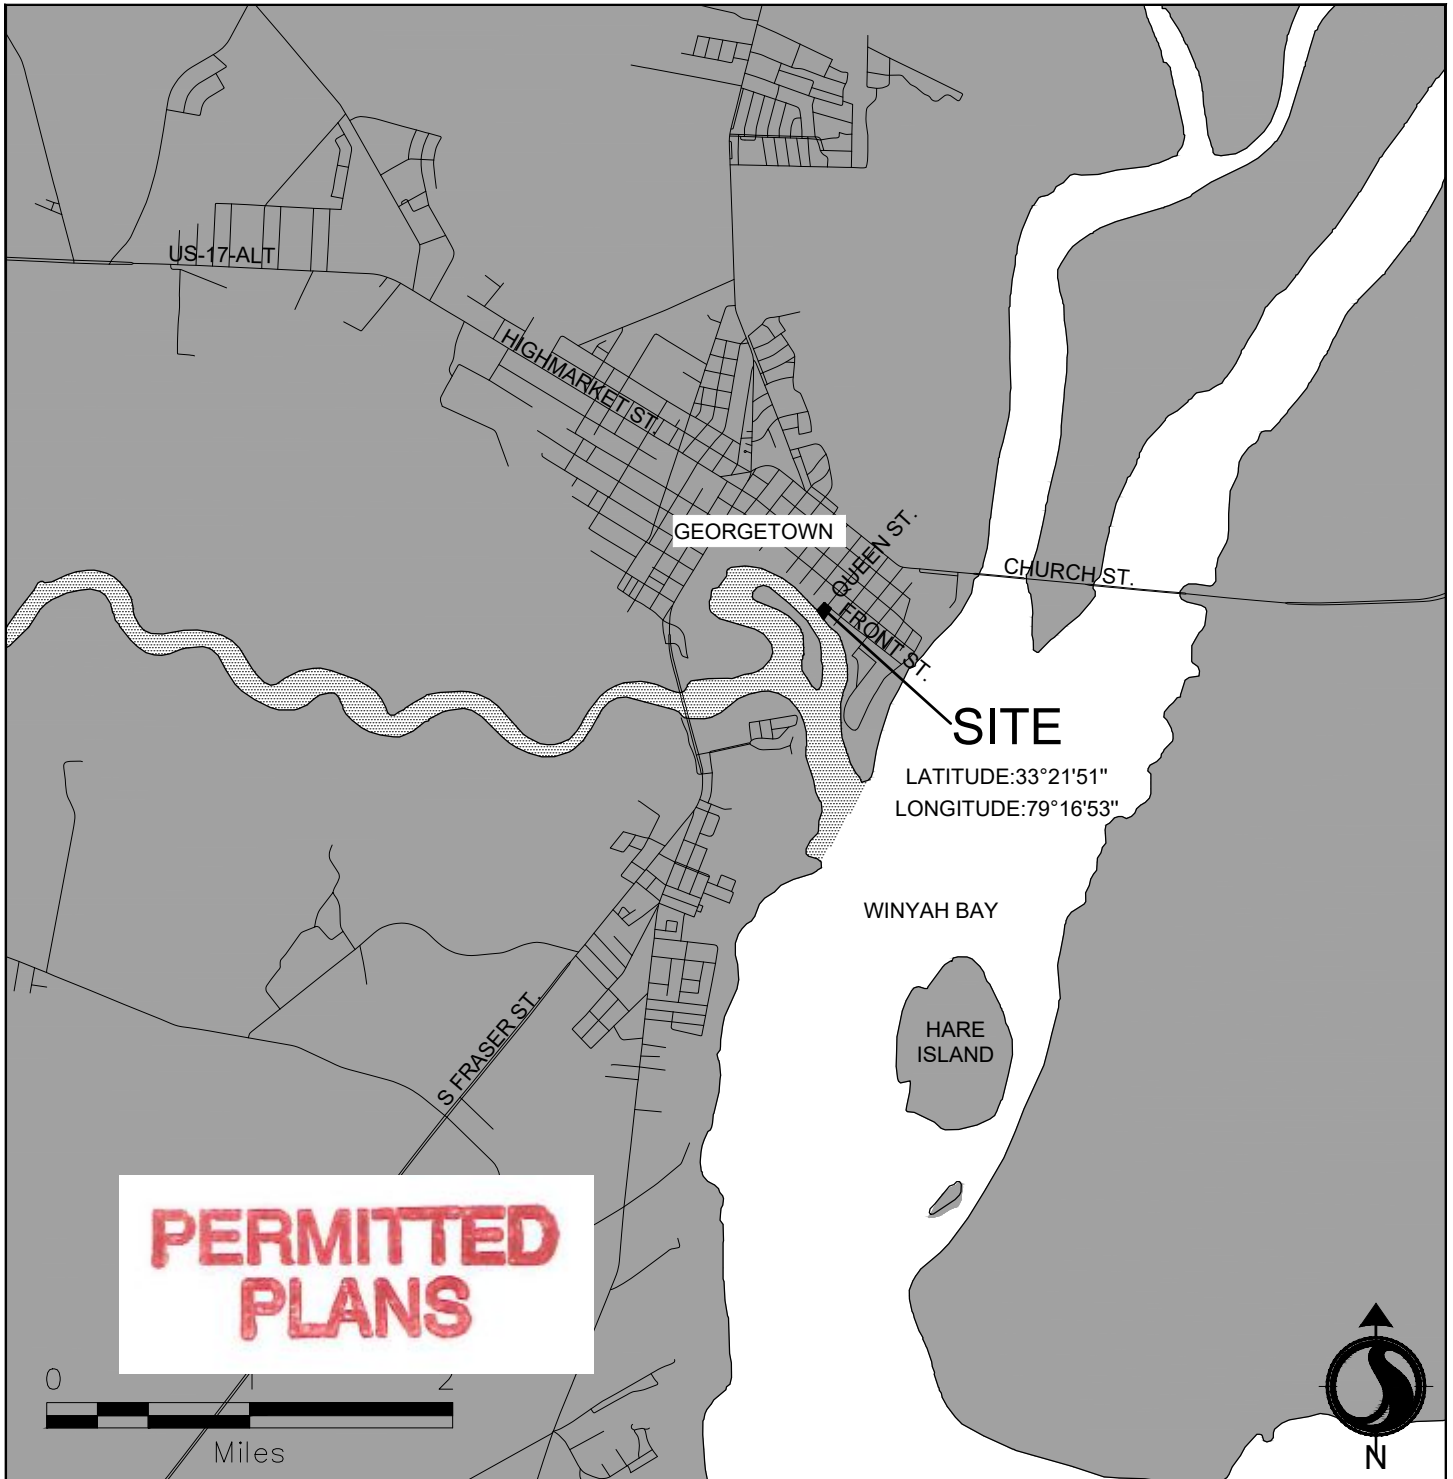 US-17-ALT
HIGHMARKET ST.
GEORGETOWN
QUEEN ST.
CHURCH ST.
FRONT ST.
SITE
LATITUDE:33°21'51"
LONGITUDE:79°16'53"
WINYAH BAY
HARE
ISLAND
S FRASER ST.
PERMITTED
PLANS
0 1 2
Miles
N